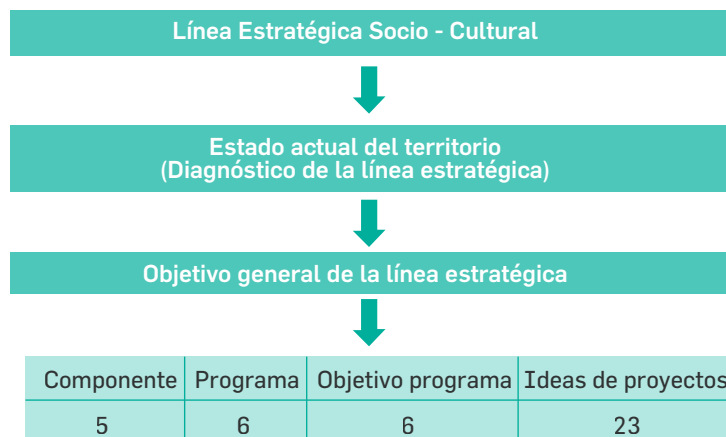 Línea Estratégica Socio - Cultural
Estado actual del territorio
(Diagnóstico de la línea estratégica)
Objetivo general de la línea estratégica
Componente Programa Objetivo programa Ideas de proyectos
5 6 6 23